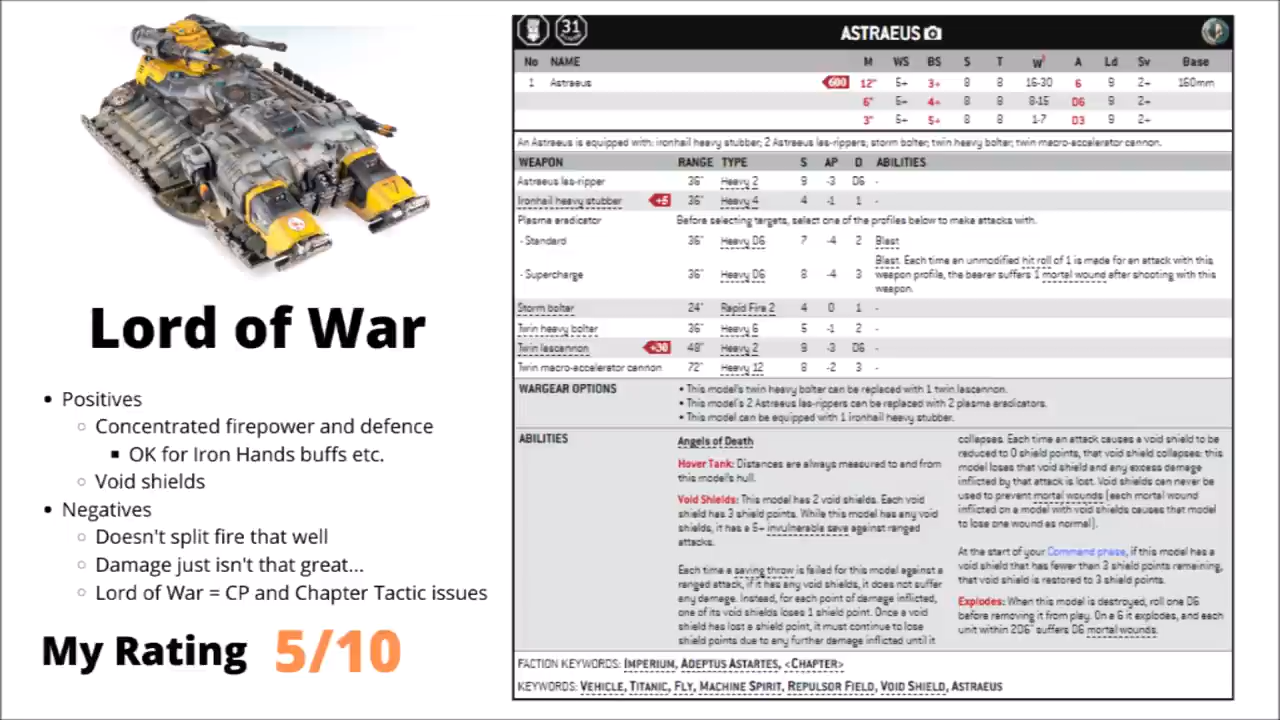 Lord of War
• Positives
○ Concentrated firepower and defence
▪ OK for Iron Hands buffs etc.
○ Void shields
• Negatives
○ Doesn't split fire that well
○ Damage just isn't that great...
○ Lord of War = CP and Chapter Tactic issues
My Rating 5/10
31
ASTRAEUS
No NAME M WS BS S T W A Ld Sv Base
1 Astraeus 600 12" 5+ 3+ 8 8 16-30 6 9 2+ 160mm
6" 5+ 4+ 8 8 8-15 D6 9 2+
3" 5+ 5+ 8 8 1-7 D3 9 2+
An Astraeus is equipped with: ironhail heavy stubber; 2 Astraeus las-rippers, storm bolter; twin heavy bolter; twin macro-accelerator cannon.
WEAPON RANGE TYPE S AP D ABILITIES
Astraeus las-ripper 36" Heavy 2 9 -3 D6 -
Ironhail heavy stubber +5 36" Heavy 4 4 -1 1 -
Plasma eradicator Before selecting targets, select one of the profiles below to make attacks with.
- Standard 36" Heavy D6 7 -4 2 Blast
- Supercharge 36" Heavy D6 8 -4 3 Blast. Each time an unmodified hit roll of 1 is made for an attack with this
weapon profile, the bearer suffers 1 mortal wound after shooting with this
weapon.
Storm bolter 24" Rapid Fire 2 4 0 1 -
Twin heavy bolter 36" Heavy 6 5 -1 2 -
Twin lascannon +30 48" Heavy 2 9 -3 D6 -
Twin macro-accelerator cannon 72" Heavy 12 8 -2 3 -
WARGEAR OPTIONS
• This model's twin heavy bolter can be replaced with 1 twin lascannon.
• This model's 2 Astraeus las-rippers can be replaced with 2 plasma eradicators.
• This model can be equipped with 1 ironhail heavy stubber.
ABILITIES
Angels of Death
Hover Tank: Distances are always measured to and from
this model's hull.
Void Shields: This model has 2 void shields. Each void
shield has 3 shield points. While this model has any void
shields, it has a 5+ invulnerable save against ranged
attacks.
Each time a saving throw is failed for this model against a
ranged attack, if it has any void shields, it does not suffer
any damage. Instead, for each point of damage inflicted,
one of its void shields loses 1 shield point. Once a void
shield has lost a shield point, it must continue to lose
shield points due to any further damage inflicted until it
collapses. Each time an attack causes a void shield to be
reduced to 0 shield points, that void shield collapses: this
model loses that void shield and any excess damage
inflicted by that attack is lost. Void shields can never be
used to prevent mortal wounds (each mortal wound
inflicted on a model with void shields causes that model
to lose one wound as normal).
At the start of your Command phase, if this model has a
void shield that has fewer than 3 shield points remaining,
that void shield is restored to 3 shield points.
Explodes: When this model is destroyed, roll one D6
before removing it from play. On a 6 it explodes, and each
unit within 2D6" suffers D6 mortal wounds.
FACTION KEYWORDS: IMPERIUM, ADEPTUS ASTARTES, <CHAPTER>
KEYWORDS: VEHICLE, TITANIC, FLY, MACHINE SPIRIT, REPULSOR FIELD, VOID SHIELD, ASTRAEUS